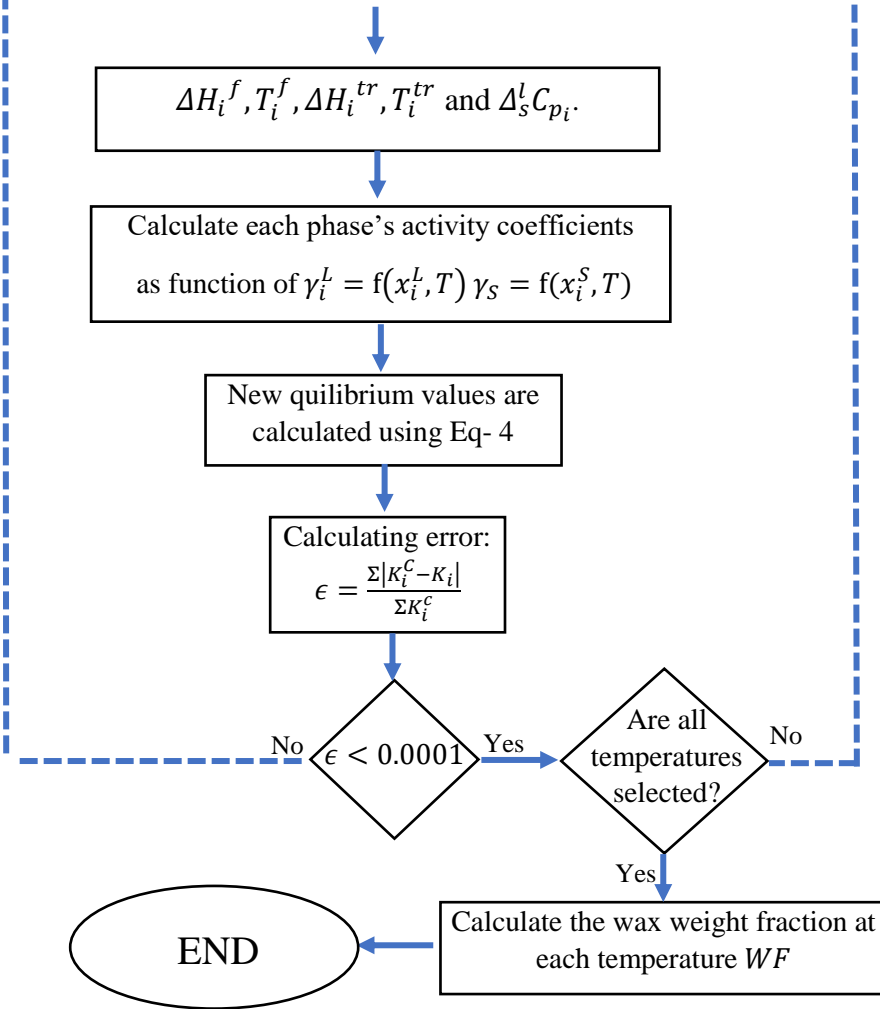 ΔH_i^f, T_i^f, ΔH_i^tr, T_i^tr and Δ_s^l C_{p_i}.
Calculate each phase’s activity coefficients
as function of γ_i^L = f(x_i^L, T) γ_S = f(x_i^S, T)
New quilibrium values are
calculated using Eq- 4
Calculating error:
ϵ = Σ|K_i^C−K_i| / ΣK_i^c
No
ϵ < 0.0001
Yes
Are all
temperatures
selected?
No
Yes
Calculate the wax weight fraction at
each temperature WF
END